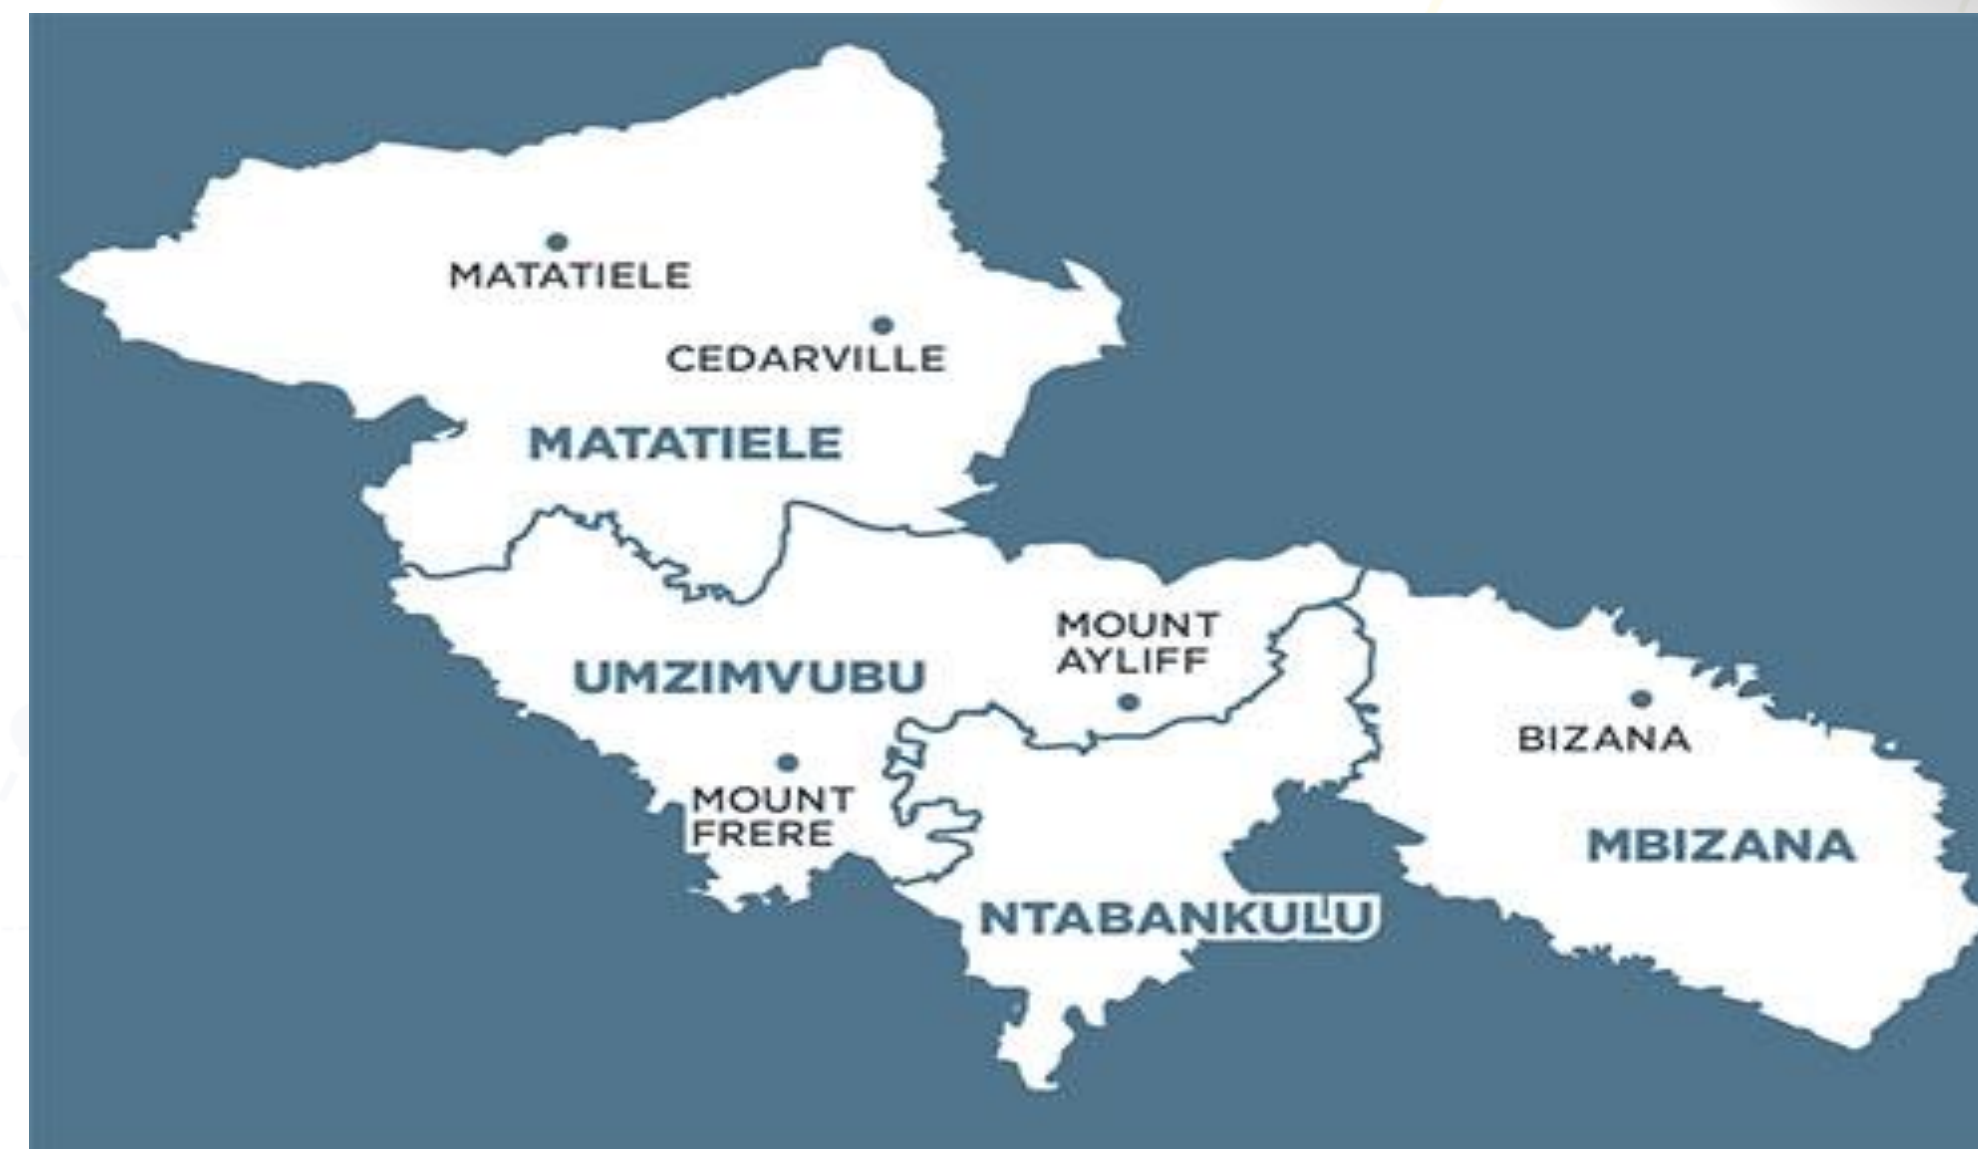 MATATIELE
CEDARVILLE
MATATIELE
MOUNT
AYLIFF
UMZIMVUBU
BIZANA
MOUNT
FRERE
MBIZANA
NTABANKULU